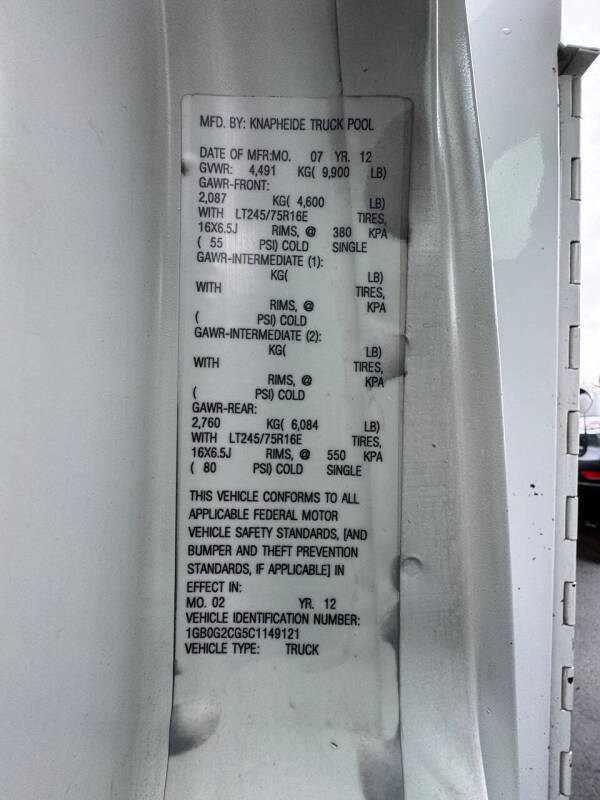 MFD. BY: KNAPHEIDE TRUCK POOL
DATE OF MFR:MO. 07 YR. 12
GVWR: 4,491 KG( 9,900 LB)
GAWR-FRONT:
2,087 KG( 4,600 LB)
WITH LT245/75R16E TIRES,
16X6.5J RIMS, @ 380 KPA
( 55 PSI) COLD SINGLE
GAWR-INTERMEDIATE (1):
KG( LB)
WITH TIRES,
RIMS, @ KPA
( PSI) COLD
GAWR-INTERMEDIATE (2):
KG( LB)
WITH TIRES,
RIMS, @ KPA
( PSI) COLD
GAWR-REAR:
2,760 KG( 6,084 LB)
WITH LT245/75R16E TIRES,
16X6.5J RIMS, @ 550 KPA
( 80 PSI) COLD SINGLE
THIS VEHICLE CONFORMS TO ALL
APPLICABLE FEDERAL MOTOR
VEHICLE SAFETY STANDARDS, [AND
BUMPER AND THEFT PREVENTION
STANDARDS, IF APPLICABLE] IN
EFFECT IN:
MO. 02 YR. 12
VEHICLE IDENTIFICATION NUMBER:
1GB0G2CG5C1149121
VEHICLE TYPE: TRUCK